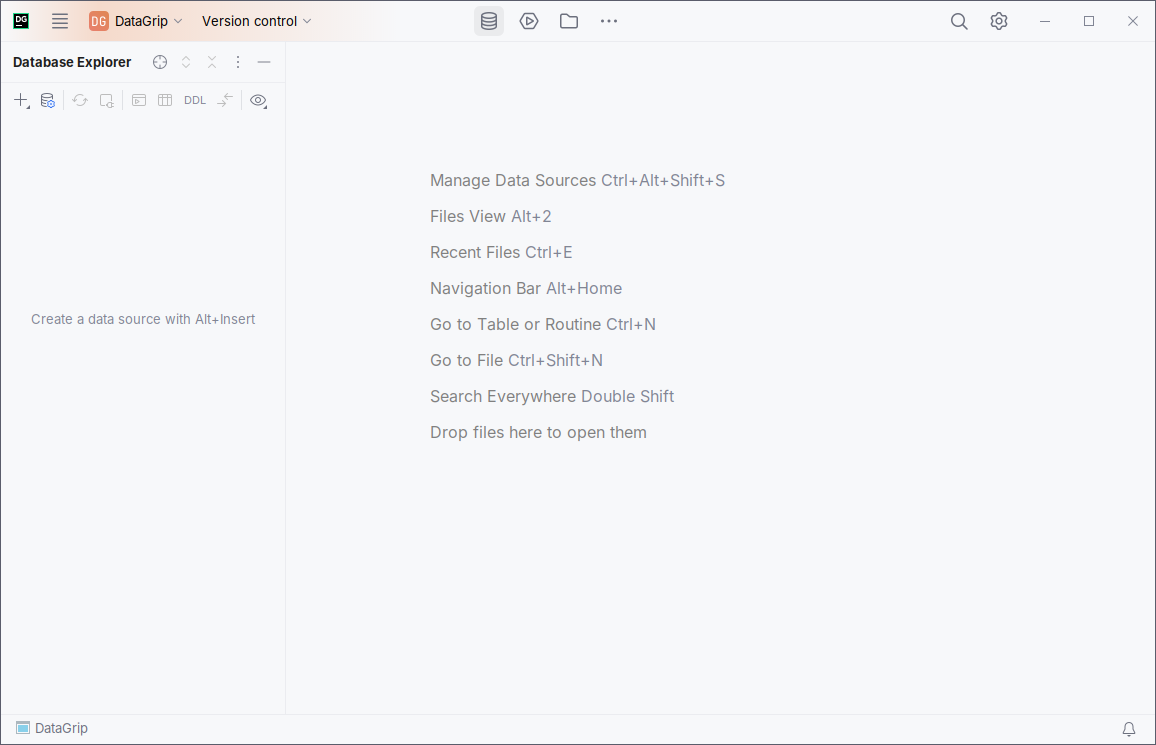 DG
DG DataGrip Version control
Database Explorer
DDL
Manage Data Sources Ctrl+Alt+Shift+S
Files View Alt+2
Recent Files Ctrl+E
Navigation Bar Alt+Home
Create a data source with Alt+Insert
Go to Table or Routine Ctrl+N
Go to File Ctrl+Shift+N
Search Everywhere Double Shift
Drop files here to open them
DataGrip